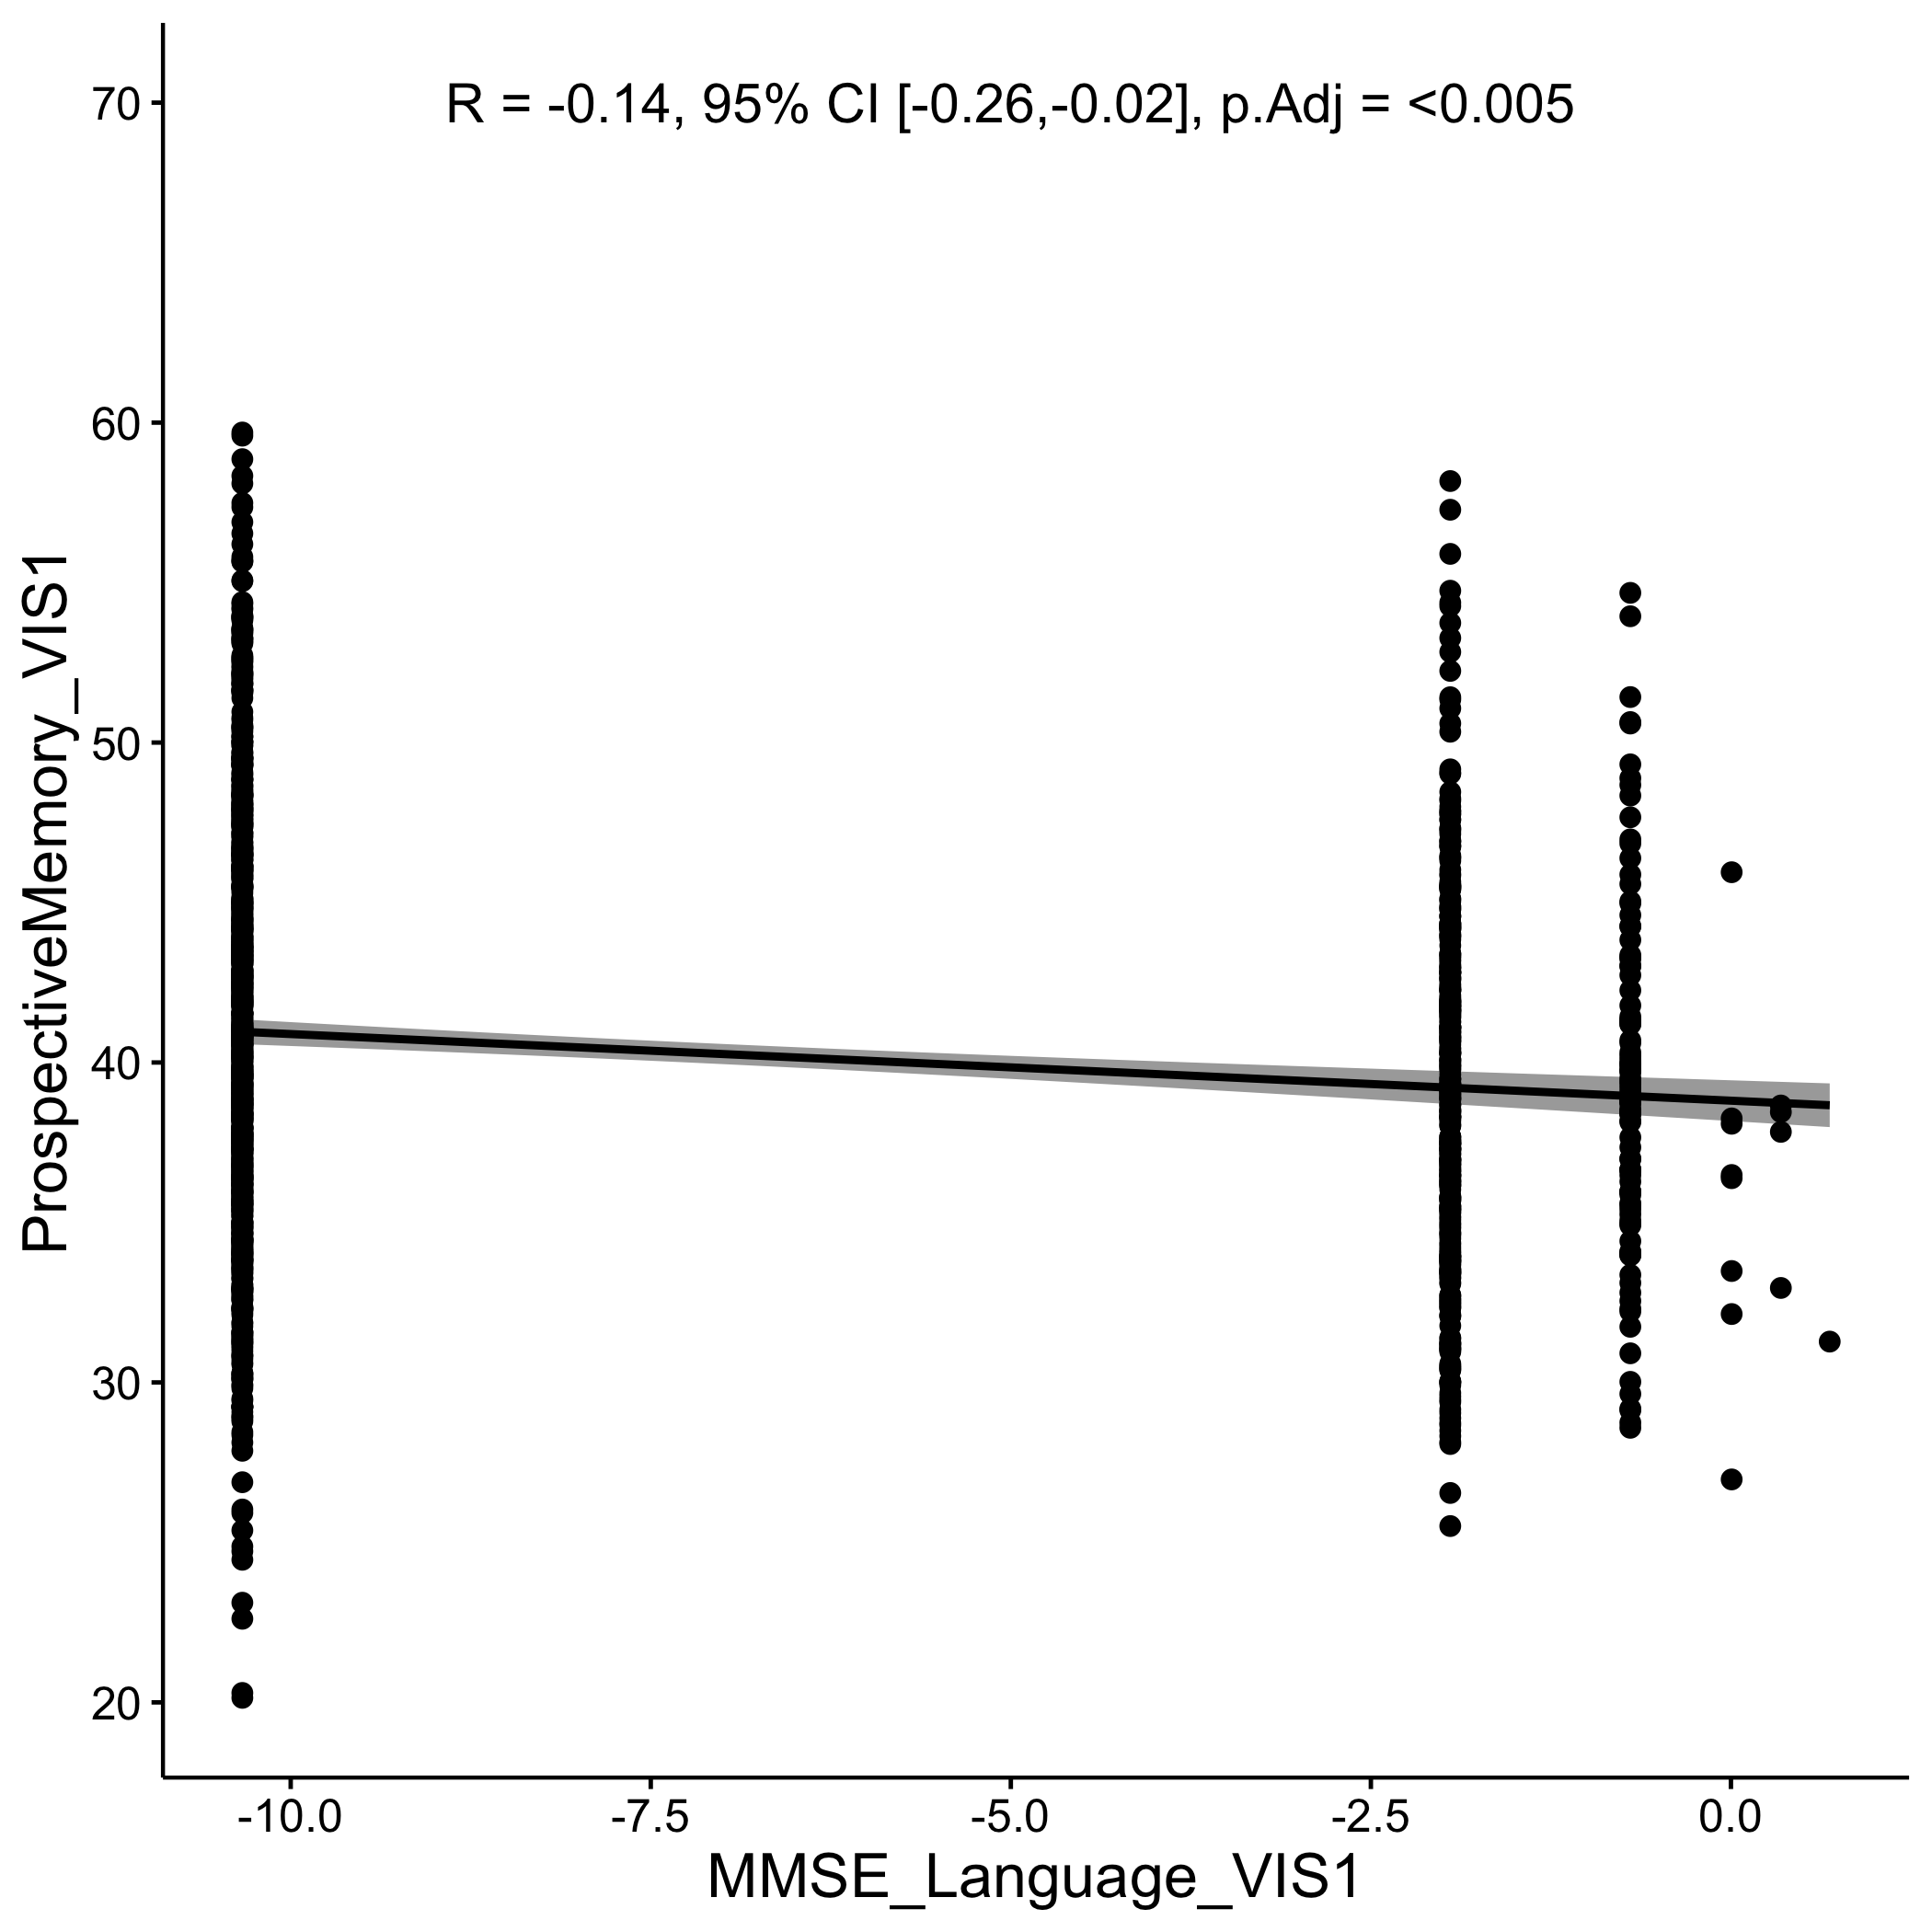 R = -0.14, 95% CI [-0.26,-0.02], p.Adj = <0.005
70
60
50
40
30
20
ProspectiveMemory_VIS1
-10.0 -7.5 -5.0 -2.5 0.0
MMSE_Language_VIS1